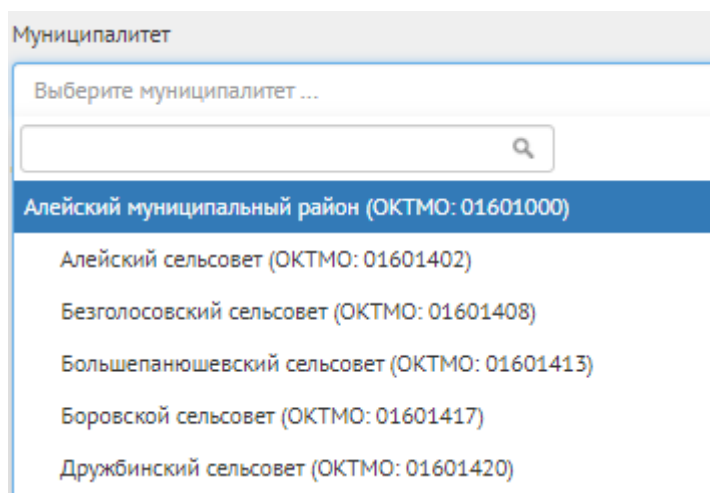 Муниципалитет
Выберите муниципалитет ...
Алейский муниципальный район (ОКТМО: 01601000)
Алейский сельсовет (ОКТМО: 01601402)
Безголосовский сельсовет (ОКТМО: 01601408)
Большепанюшевский сельсовет (ОКТМО: 01601413)
Боровской сельсовет (ОКТМО: 01601417)
Дружбинский сельсовет (ОКТМО: 01601420)